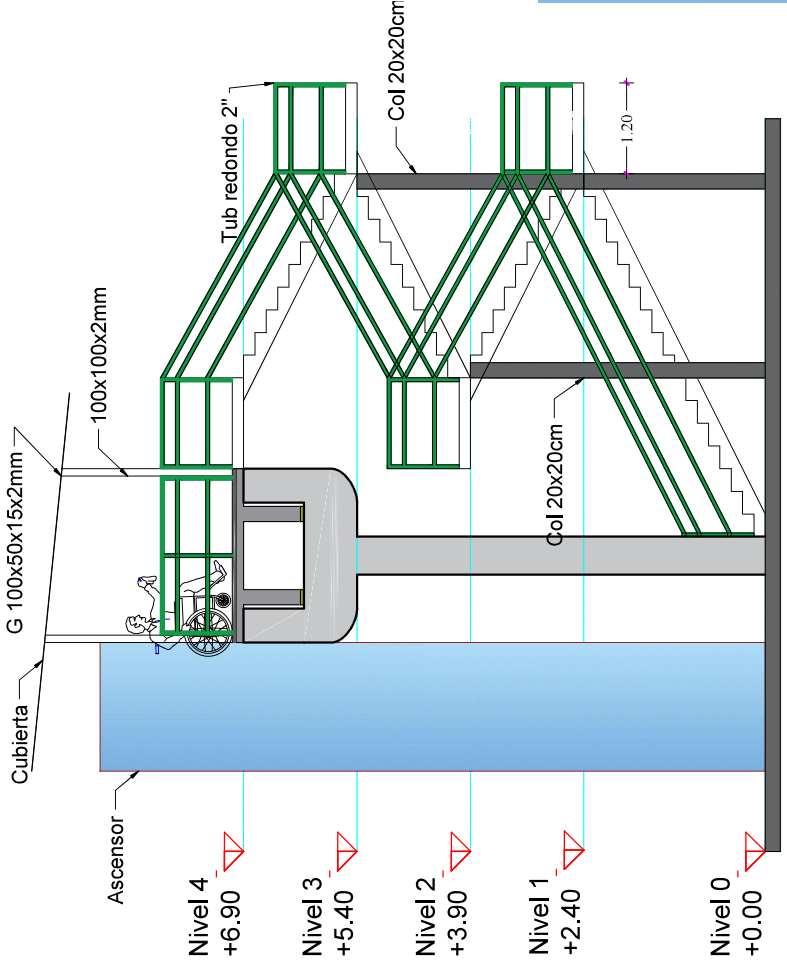 Cubierta
G 100x50x15x2mm
100x100x2mm
Tub redondo 2"
Col 20x20cm
1.20
Col 20x20cm
Ascensor
Nivel 4
+6.90
Nivel 3
+5.40
Nivel 2
+3.90
Nivel 1
+2.40
Nivel 0
+0.00